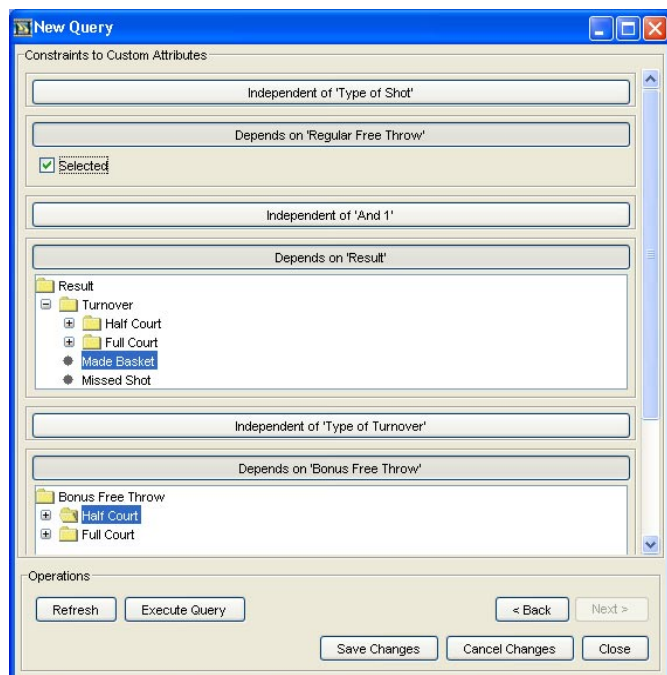 New Query
Constraints to Custom Attributes
Independent of 'Type of Shot'
Depends on 'Regular Free Throw'
Selected
Independent of 'And 1'
Depends on 'Result'
Result
Turnover
Half Court
Full Court
Made Basket
Missed Shot
Independent of 'Type of Turnover'
Depends on 'Bonus Free Throw'
Bonus Free Throw
Half Court
Full Court
Operations
Refresh Execute Query < Back Next >
Save Changes Cancel Changes Close